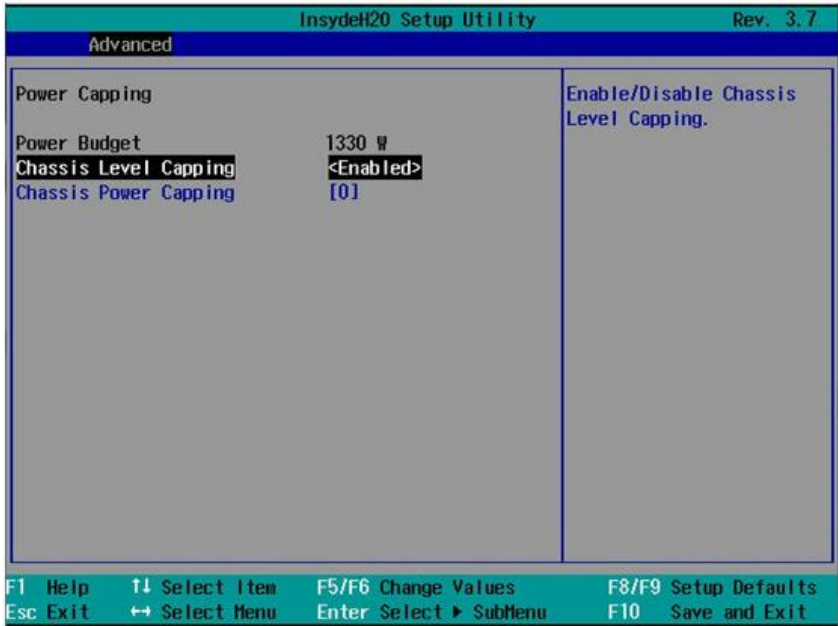 InsydeH20 Setup Utility Rev. 3.7
Advanced
Power Capping
Power Budget 1330 W
Chassis Level Capping <Enabled>
Chassis Power Capping [0]
Enable/Disable Chassis
Level Capping.
F1 Help ↑↓ Select Item F5/F6 Change Values F8/F9 Setup Defaults
Esc Exit ↔ Select Menu Enter Select ▶ SubMenu F10 Save and Exit